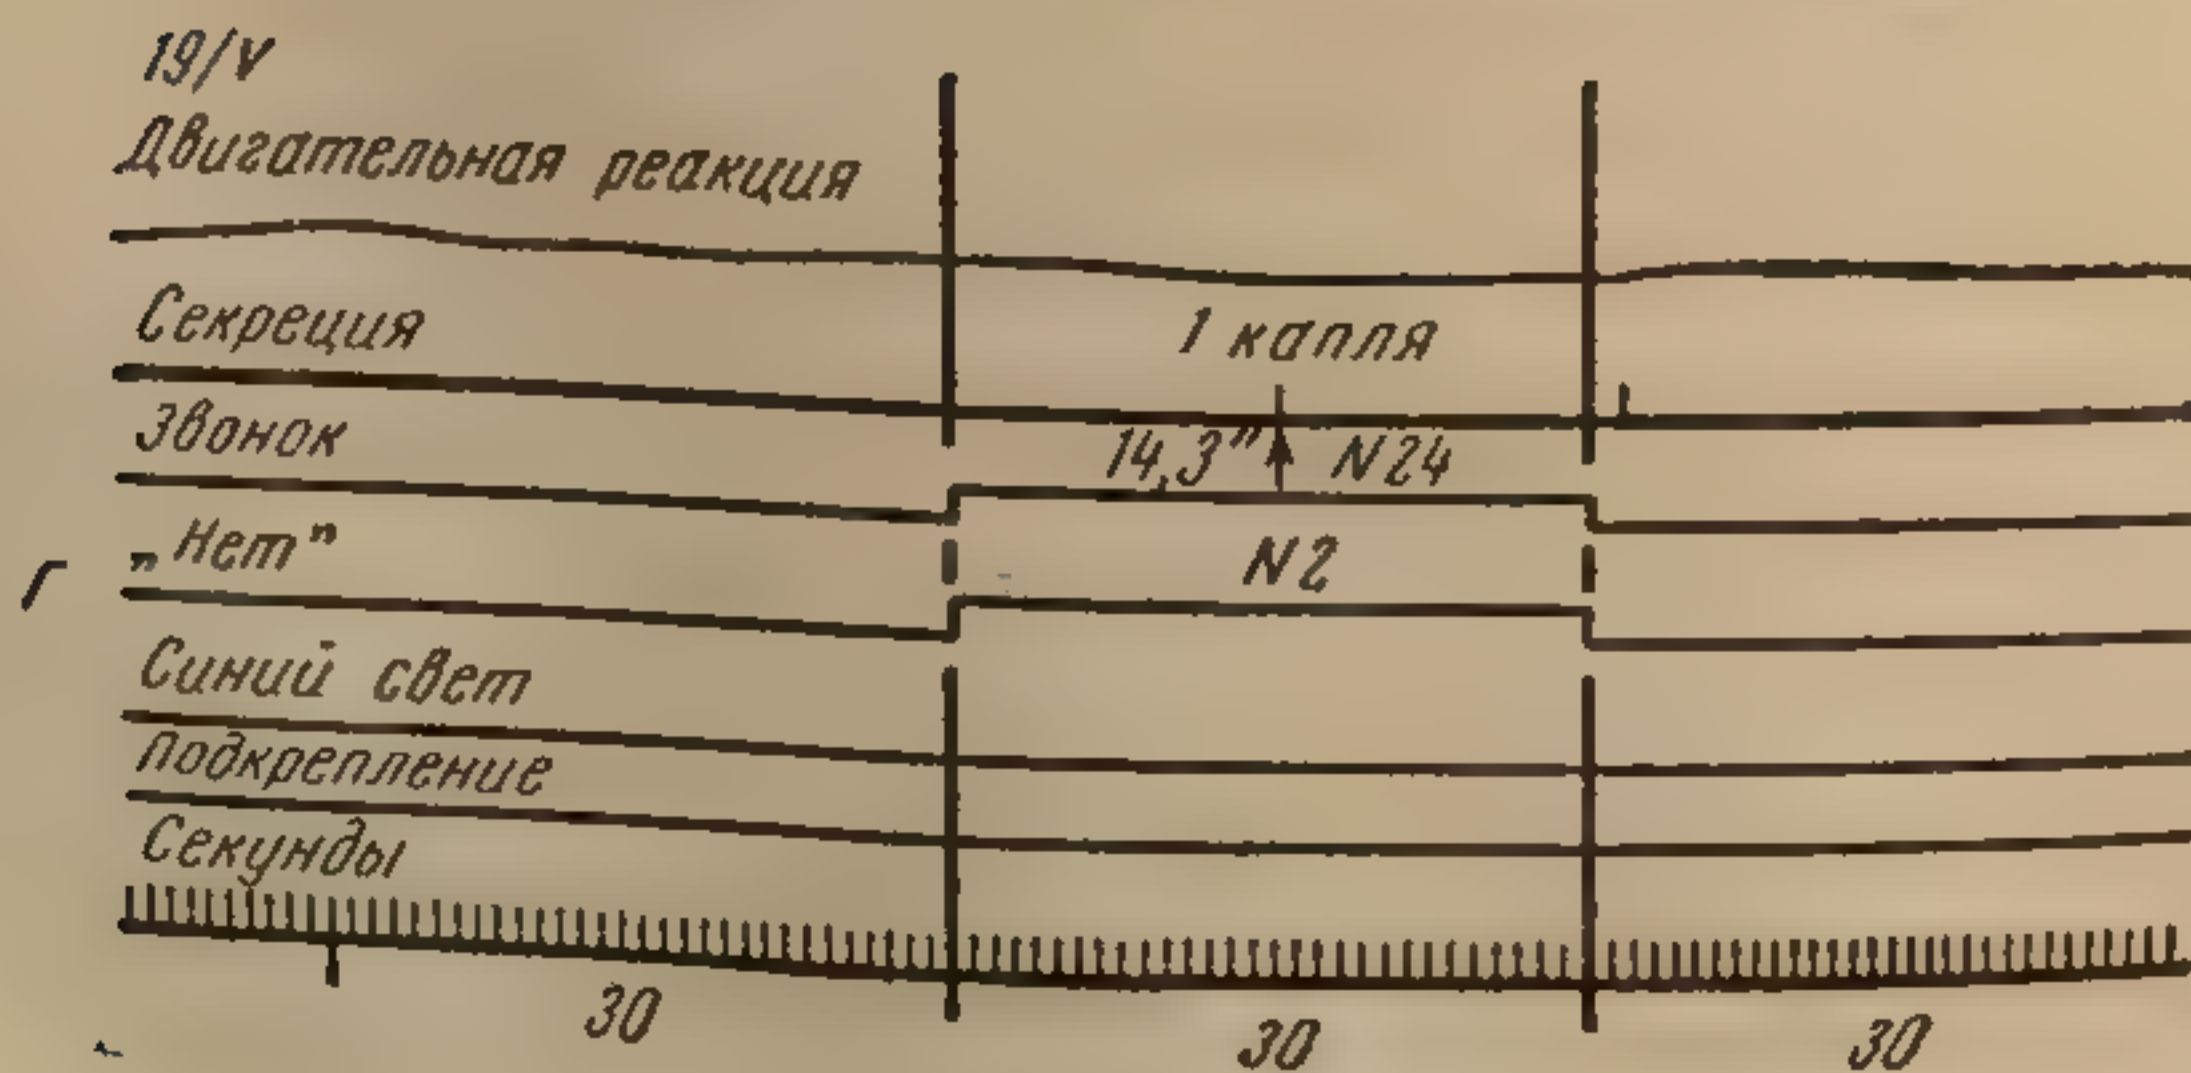 19/V
Двигательная реакция
Секреция
1 капля
Звонок
14,3" N24
„Нет"
N2
Г
Синий свет
Подкрепление
Секунды
30
30
30